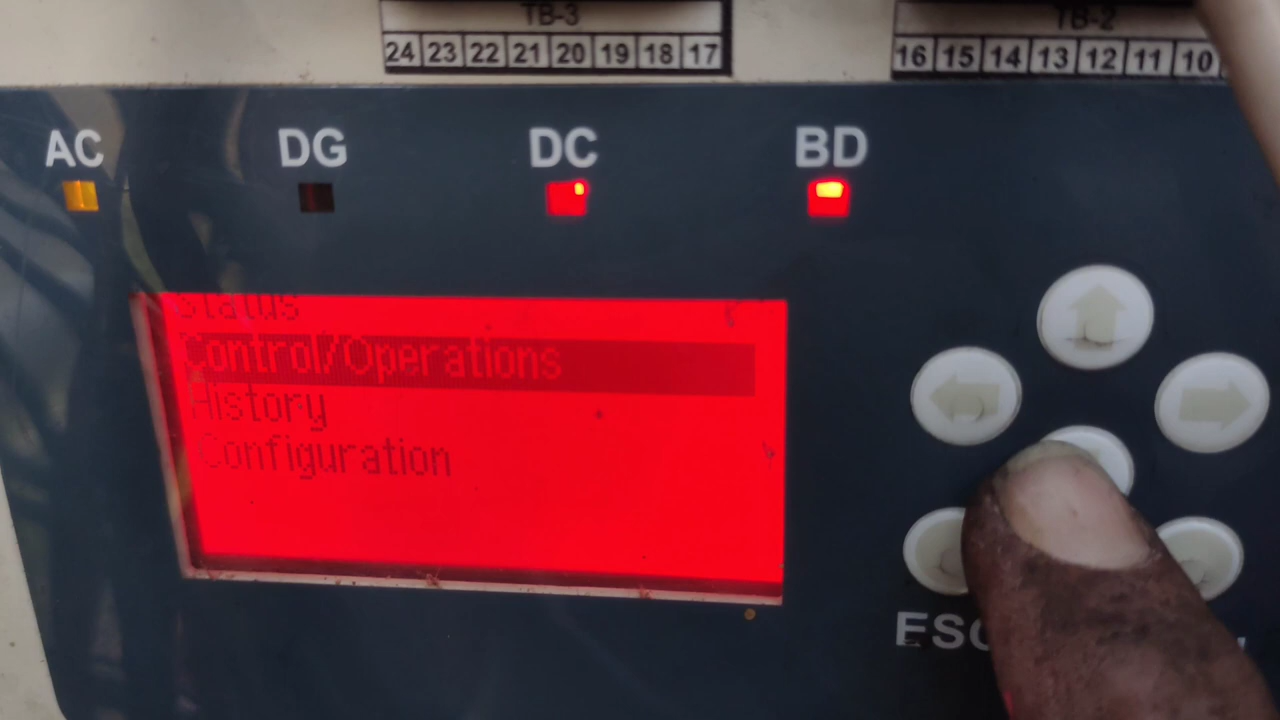 TB-3
TB-2
24 23 22 21 20 19 18 17
16 15 14 13 12 11 10
AC
DG
DC
BD
Status
Control/Operations
History
Configuration
ESC